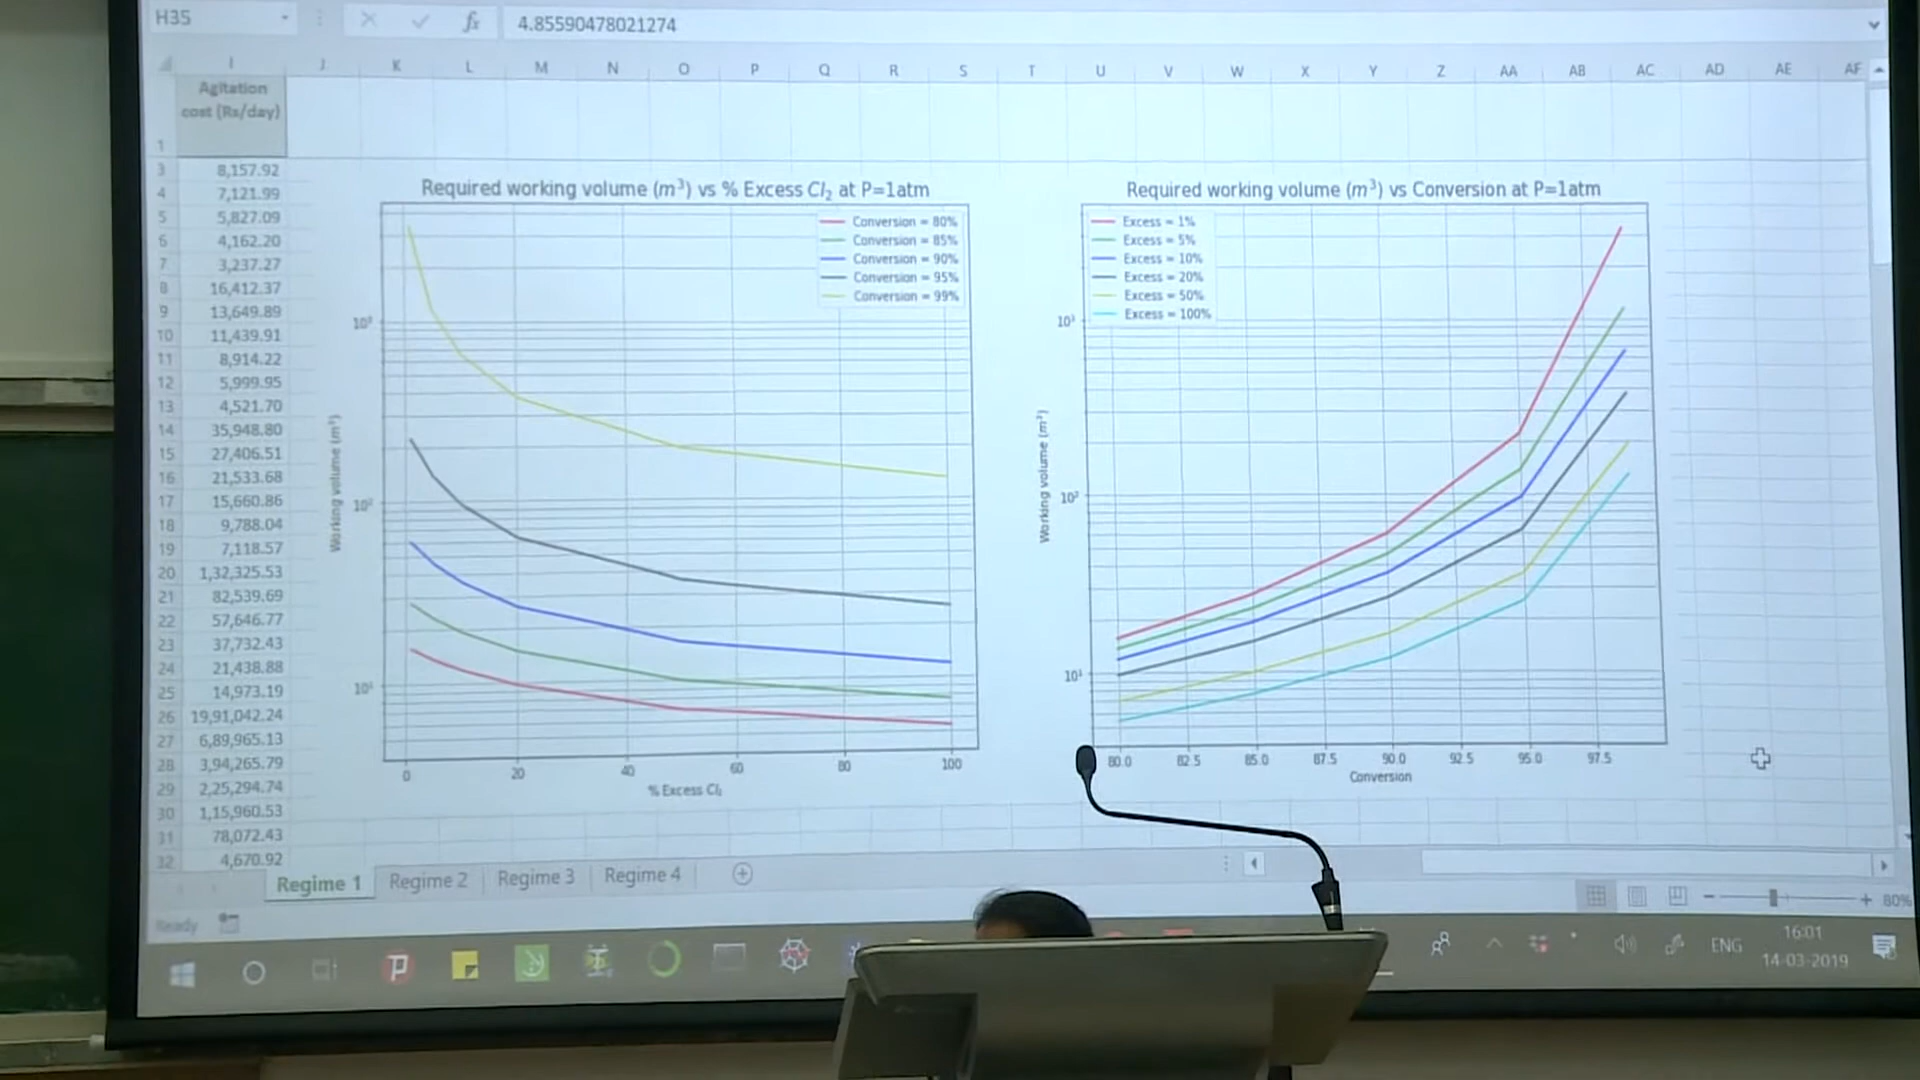 H35
fx
4.85590478021274
I J K L M N O P Q R S T U V W X Y Z AA AB AC AD AE AF
Agitation
cost (Rs/day)
1
3 8,157.92
4 7,121.99
5 5,827.09
6 4,162.20
7 3,237.27
8 16,412.37
9 13,649.89
10 11,439.91
11 8,914.22
12 5,999.95
13 4,521.70
14 35,948.80
15 27,406.51
16 21,533.68
17 15,660.86
18 9,788.04
19 7,118.57
20 1,32,325.53
21 82,539.69
22 57,646.77
23 37,732.43
24 21,438.88
25 14,973.19
26 19,91,042.24
27 6,89,965.13
28 3,94,265.79
29 2,25,294.74
30 1,15,960.53
31 78,072.43
32 4,670.92
Required working volume (m³) vs % Excess Cl₂ at P=1atm
Conversion = 80%
Conversion = 85%
Conversion = 90%
Conversion = 95%
Conversion = 99%
10³
10²
10¹
Working volume (m³)
0 20 40 60 80 100
% Excess Cl₂
Required working volume (m³) vs Conversion at P=1atm
Excess = 1%
Excess = 5%
Excess = 10%
Excess = 20%
Excess = 50%
Excess = 100%
10³
10²
10¹
Working volume (m³)
80.0 82.5 85.0 87.5 90.0 92.5 95.0 97.5
Conversion
Regime 1 Regime 2 Regime 3 Regime 4
Ready
80%
ENG
16:01
14-03-2019